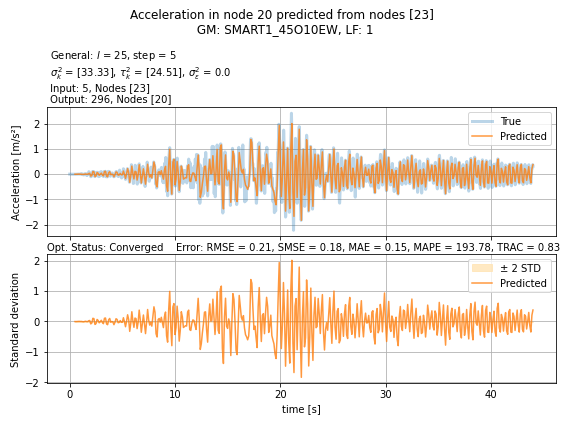 Acceleration in node 20 predicted from nodes [23]
GM: SMART1_45O10EW, LF: 1
General: l = 25, step = 5
σ²ₖ = [33.33], τ²ₖ = [24.51], σ²ε = 0.0
Input: 5, Nodes [23]
Output: 296, Nodes [20]
True
Predicted
Acceleration [m/s²]
2
1
0
−1
−2
Opt. Status: Converged Error: RMSE = 0.21, SMSE = 0.18, MAE = 0.15, MAPE = 193.78, TRAC = 0.83
± 2 STD
Predicted
Standard deviation
2
1
0
−1
−2
0 10 20 30 40
time [s]